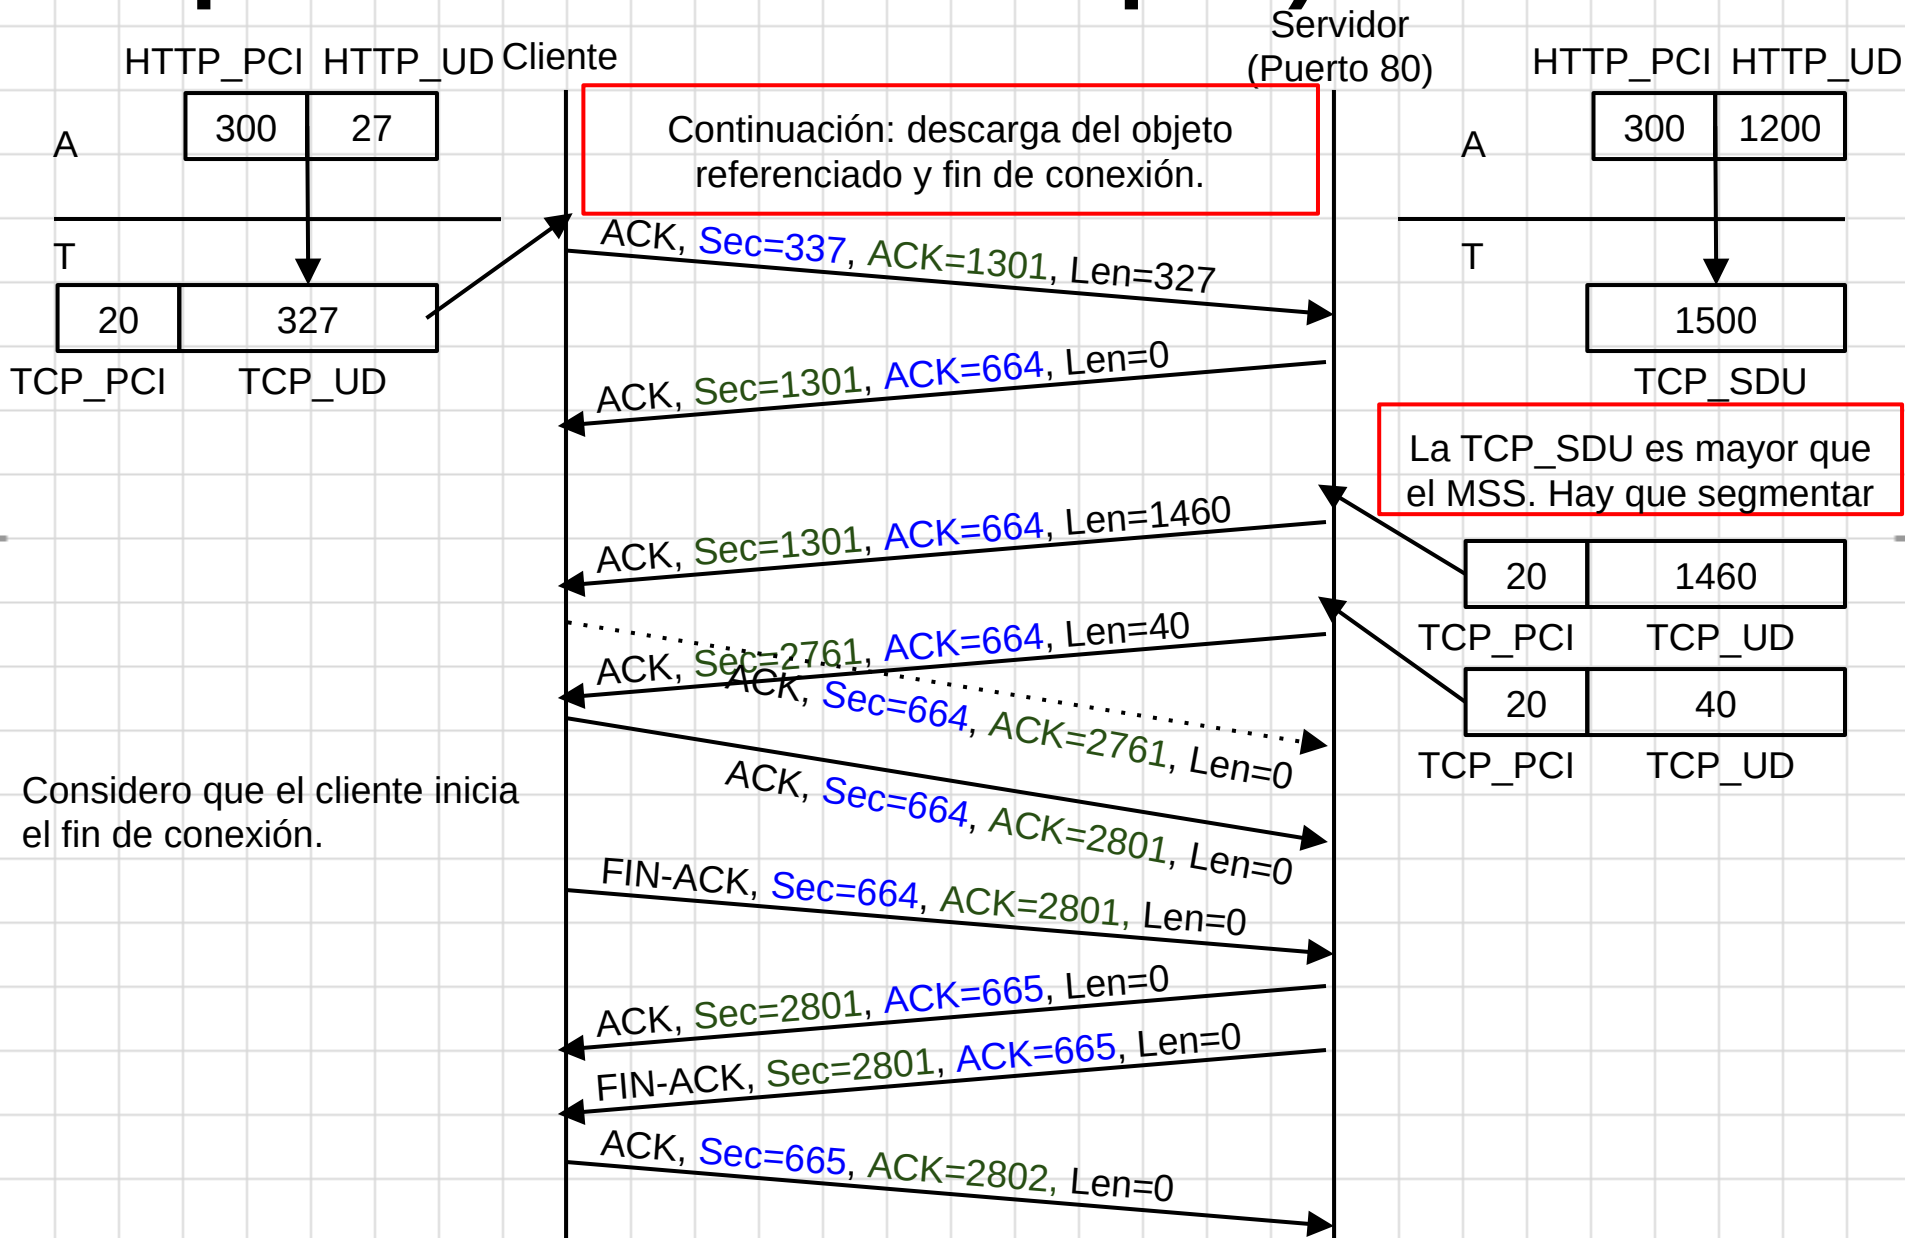 Servidor
(Puerto 80)
HTTP_PCI HTTP_UD Cliente
HTTP_PCI HTTP_UD
300 27
A
Continuación: descarga del objeto
referenciado y fin de conexión.
300 1200
A
T
ACK, Sec=337, ACK=1301, Len=327
T
20 327
TCP_PCI TCP_UD
1500
TCP_SDU
ACK, Sec=1301, ACK=664, Len=0
La TCP_SDU es mayor que
el MSS. Hay que segmentar
ACK, Sec=1301, ACK=664, Len=1460
20 1460
TCP_PCI TCP_UD
ACK, Sec=2761, ACK=664, Len=40
ACK, Sec=664, ACK=2761, Len=0
20 40
TCP_PCI TCP_UD
Considero que el cliente inicia
el fin de conexión.
ACK, Sec=664, ACK=2801, Len=0
FIN-ACK, Sec=664, ACK=2801, Len=0
ACK, Sec=2801, ACK=665, Len=0
FIN-ACK, Sec=2801, ACK=665, Len=0
ACK, Sec=665, ACK=2802, Len=0